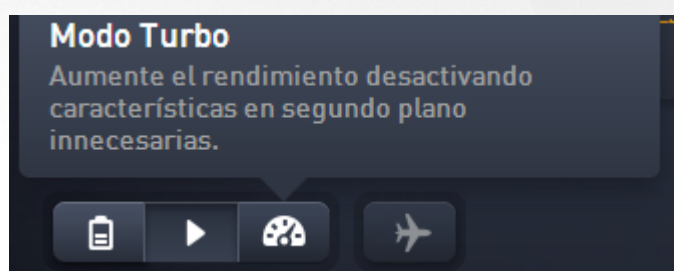 Modo Turbo
Aumente el rendimiento desactivando
características en segundo plano
innecesarias.